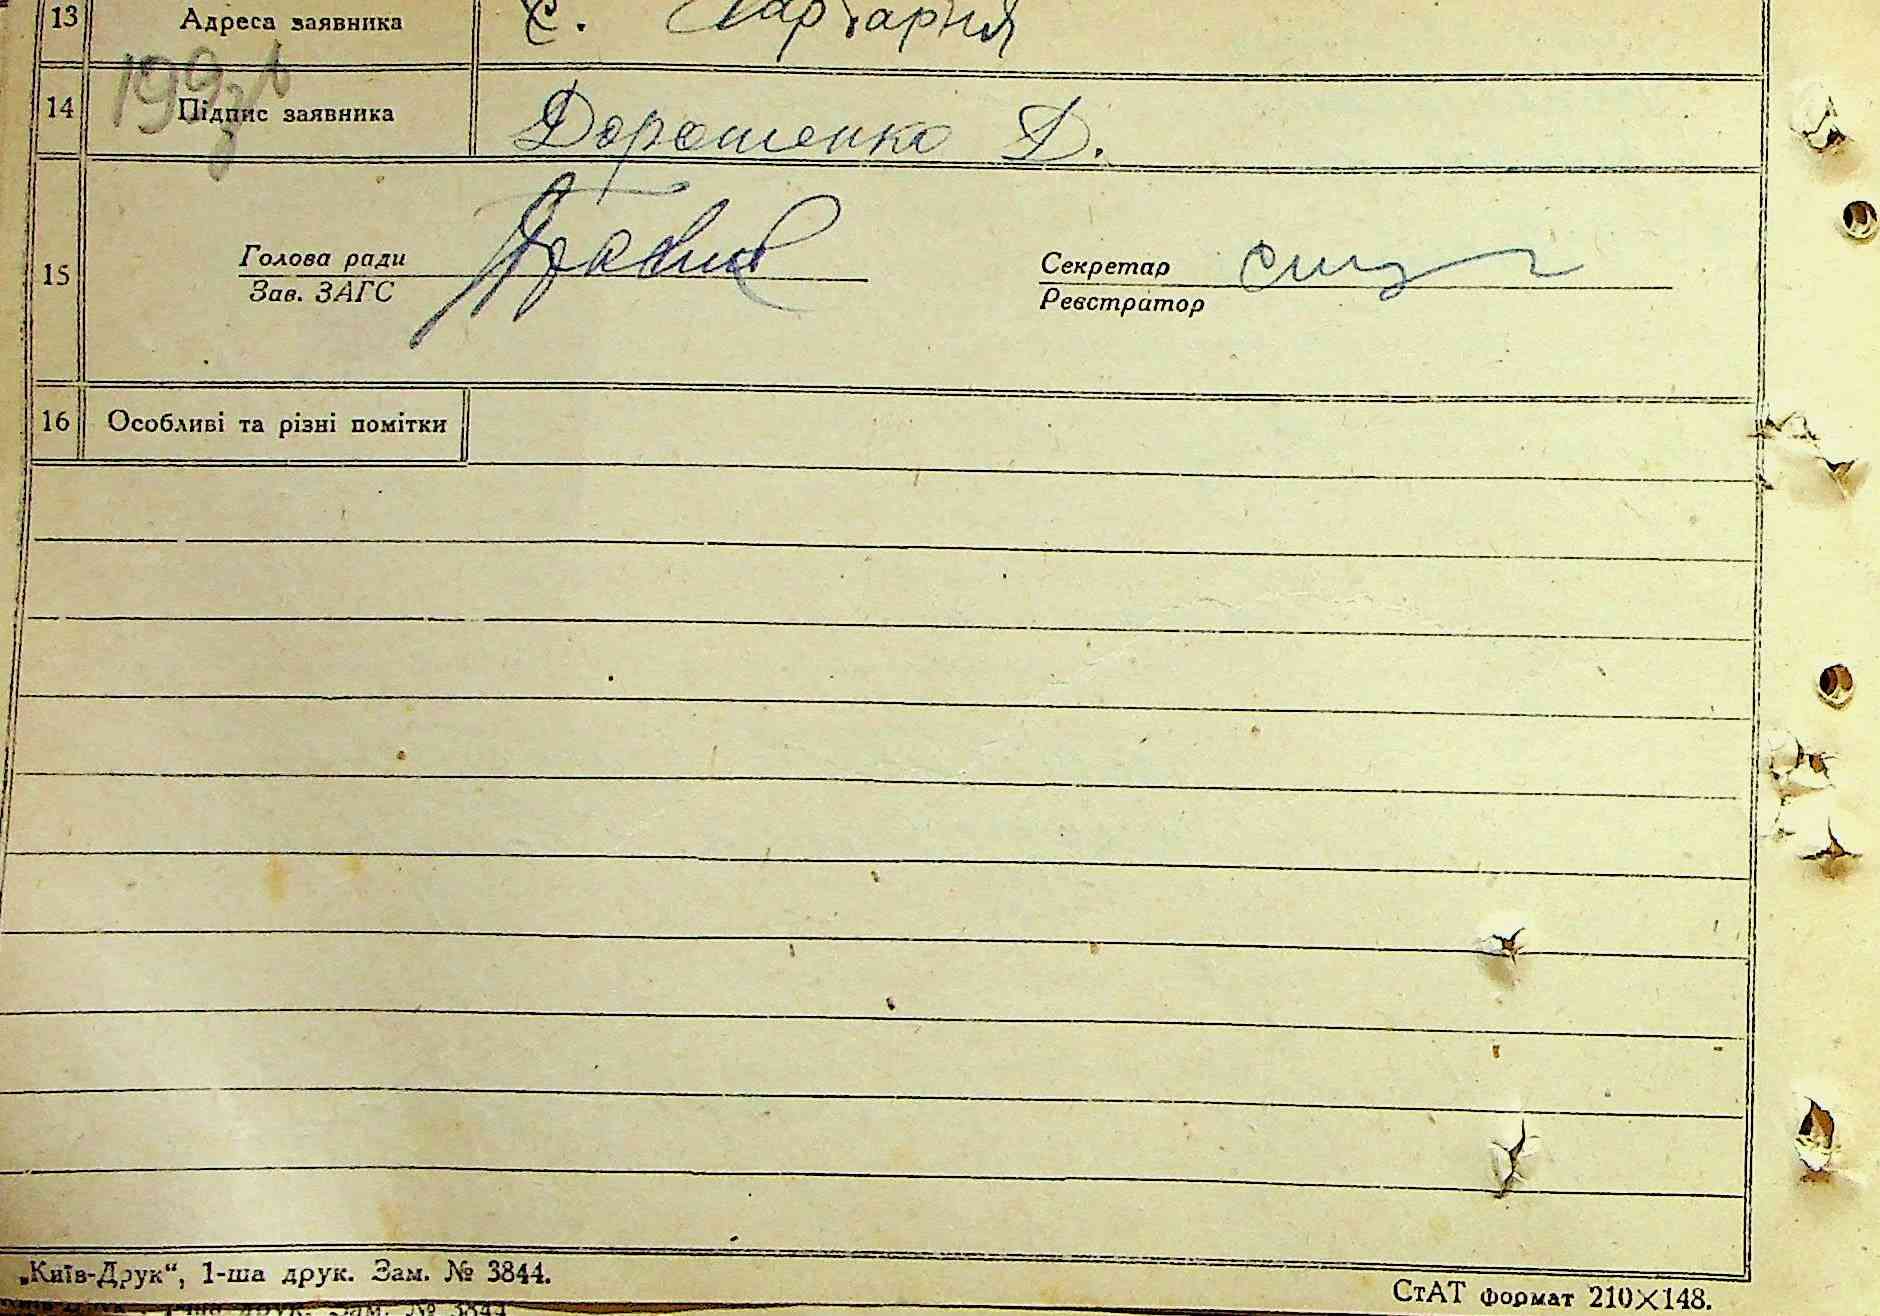 13 Адреса заявника с.
14 Підпис заявника Дорошенко Д.
15 Голова ради Секретар
Зав. ЗАГС Реєстратор
16 Особливі та різні помітки
„Київ-Друк“, 1-ша друк. Зам. № 3844.
СтАТ формат 210×148.